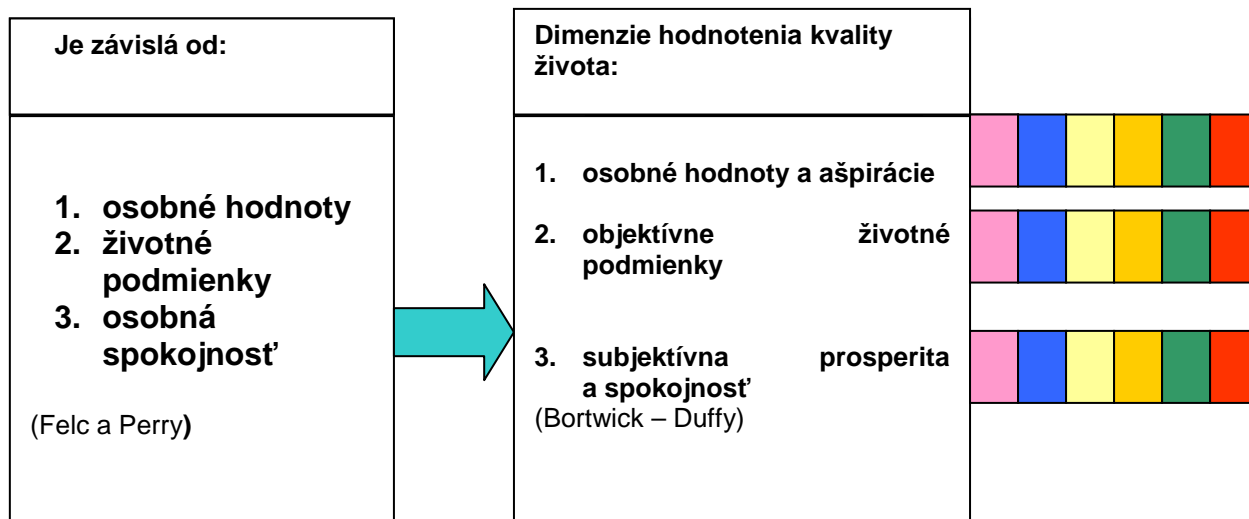 Je závislá od:
1. osobné hodnoty
2. životné
podmienky
3. osobná
spokojnosť
(Felc a Perry)
Dimenzie hodnotenia kvality
života:
1. osobné hodnoty a ašpirácie
2. objektívne životné
podmienky
3. subjektívna prosperita
a spokojnosť
(Bortwick – Duffy)